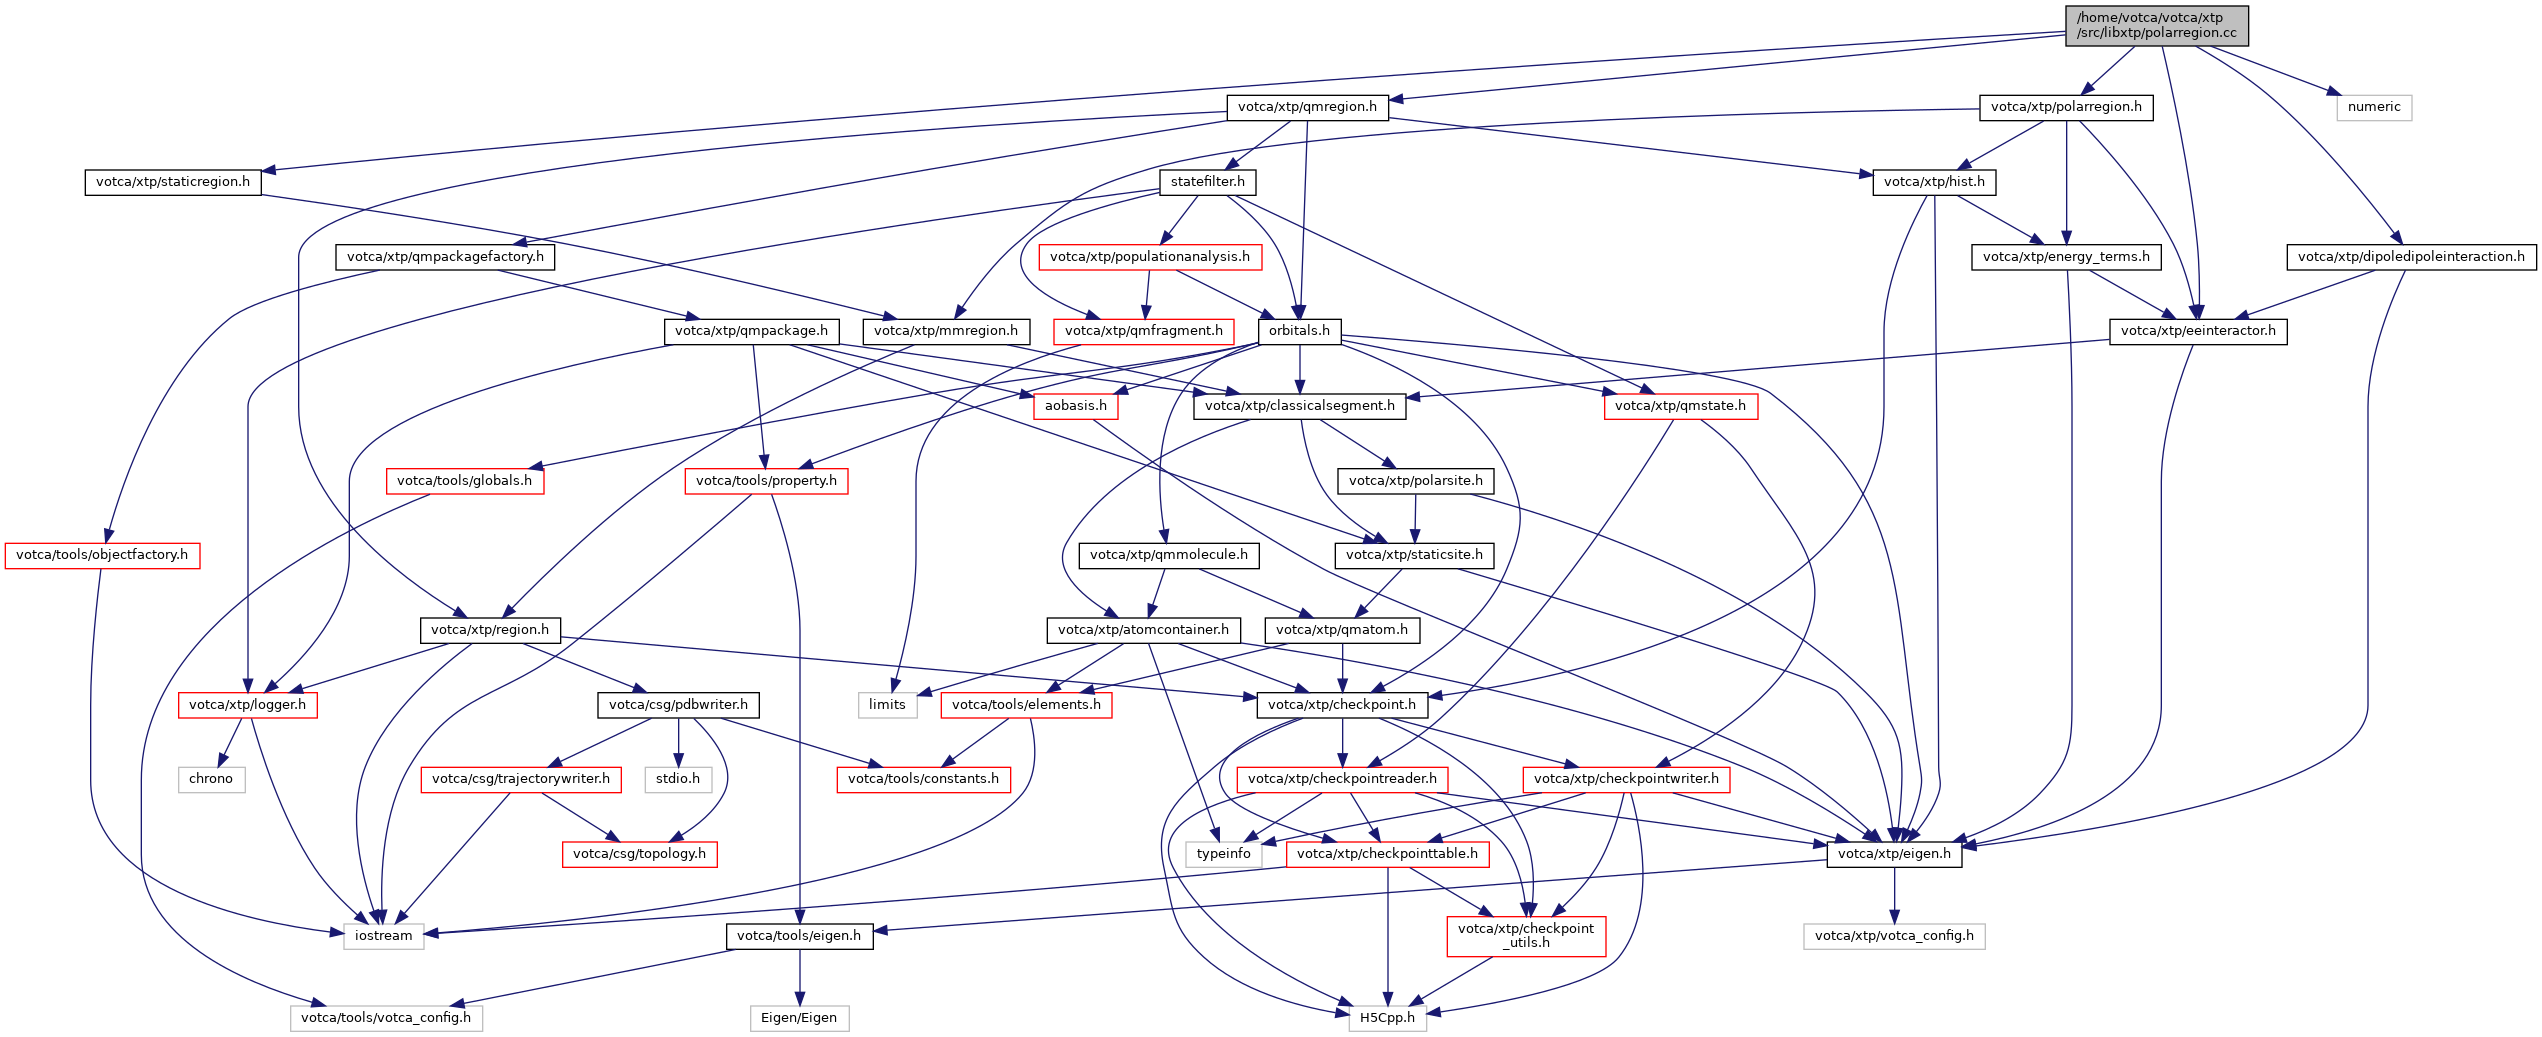 /home/votca/votca/xtp
/src/libxtp/polarregion.cc
votca/xtp/qmregion.h
votca/xtp/polarregion.h
numeric
votca/xtp/staticregion.h
statefilter.h
votca/xtp/hist.h
votca/xtp/qmpackagefactory.h
votca/xtp/populationanalysis.h
votca/xtp/energy_terms.h
votca/xtp/dipoledipoleinteraction.h
votca/xtp/qmpackage.h
votca/xtp/mmregion.h
votca/xtp/qmfragment.h
orbitals.h
votca/xtp/eeinteractor.h
aobasis.h
votca/xtp/classicalsegment.h
votca/xtp/qmstate.h
votca/tools/globals.h
votca/tools/property.h
votca/xtp/polarsite.h
votca/tools/objectfactory.h
votca/xtp/qmmolecule.h
votca/xtp/staticsite.h
votca/xtp/region.h
votca/xtp/atomcontainer.h
votca/xtp/qmatom.h
votca/xtp/logger.h
votca/csg/pdbwriter.h
limits
votca/tools/elements.h
votca/xtp/checkpoint.h
chrono
votca/csg/trajectorywriter.h
stdio.h
votca/tools/constants.h
votca/xtp/checkpointreader.h
votca/xtp/checkpointwriter.h
votca/csg/topology.h
typeinfo
votca/xtp/checkpointtable.h
votca/xtp/eigen.h
iostream
votca/tools/eigen.h
votca/xtp/checkpoint
_utils.h
votca/xtp/votca_config.h
votca/tools/votca_config.h
Eigen/Eigen
H5Cpp.h